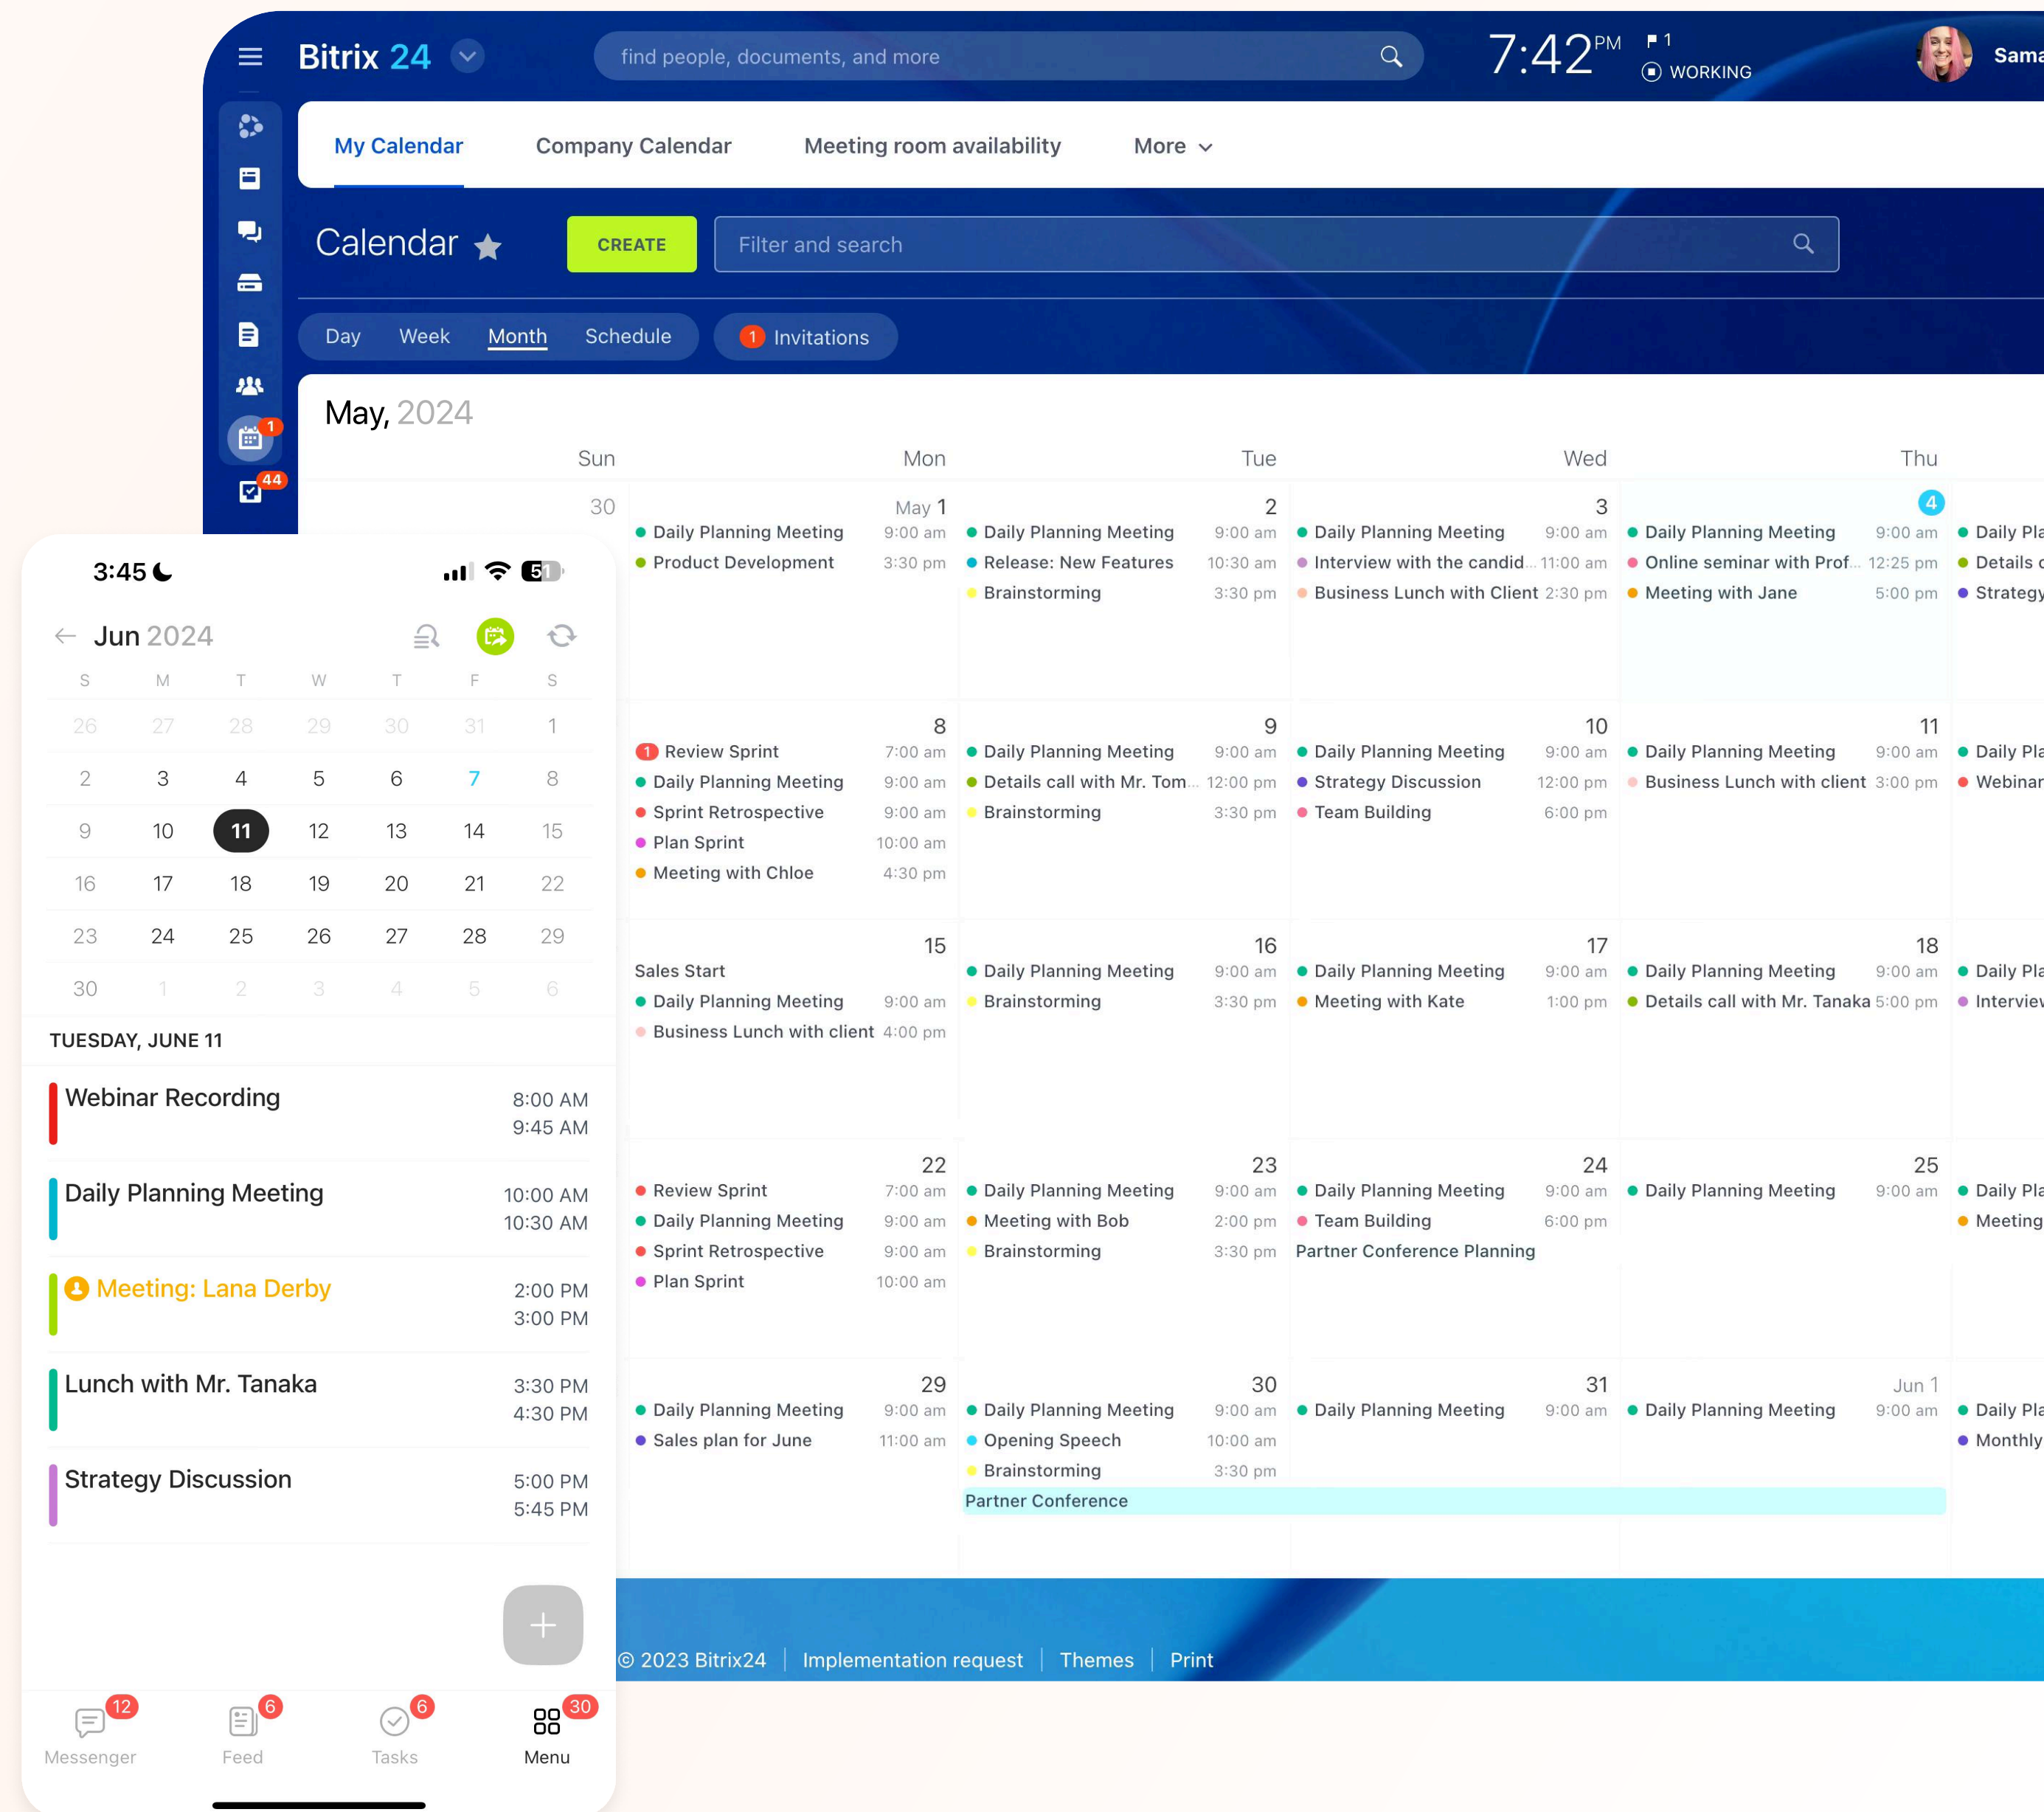 Bitrix 24
find people, documents, and more
7:42 PM
1
WORKING
My Calendar Company Calendar Meeting room availability More
Calendar
CREATE
Filter and search
Day Week Month Schedule
1 Invitations
1
44
May, 2024
Sun Mon Tue Wed Thu
30 May 1 2 3 4
Daily Planning Meeting 9:00 am
Product Development 3:30 pm
Daily Planning Meeting 9:00 am
Release: New Features 10:30 am
Brainstorming 3:30 pm
Daily Planning Meeting 9:00 am
Interview with the candid... 11:00 am
Business Lunch with Client 2:30 pm
Daily Planning Meeting 9:00 am
Online seminar with Prof... 12:25 pm
Meeting with Jane 5:00 pm
Daily
Details
Strategy
8 9 10 11
1 Review Sprint 7:00 am
Daily Planning Meeting 9:00 am
Sprint Retrospective 9:00 am
Plan Sprint 10:00 am
Meeting with Chloe 4:30 pm
Daily Planning Meeting 9:00 am
Details call with Mr. Tom... 12:00 pm
Brainstorming 3:30 pm
Daily Planning Meeting 9:00 am
Strategy Discussion 12:00 pm
Team Building 6:00 pm
Daily Planning Meeting 9:00 am
Business Lunch with client 3:00 pm
Daily
Webinar
15 16 17 18
Sales Start
Daily Planning Meeting 9:00 am
Business Lunch with client 4:00 pm
Daily Planning Meeting 9:00 am
Brainstorming 3:30 pm
Daily Planning Meeting 9:00 am
Meeting with Kate 1:00 pm
Daily Planning Meeting 9:00 am
Details call with Mr. Tanaka 5:00 pm
Daily
22 23 24 25
Review Sprint 7:00 am
Daily Planning Meeting 9:00 am
Sprint Retrospective 9:00 am
Plan Sprint 10:00 am
Daily Planning Meeting 9:00 am
Meeting with Bob 2:00 pm
Brainstorming 3:30 pm
Daily Planning Meeting 9:00 am
Team Building 6:00 pm
Partner Conference Planning
Daily Planning Meeting 9:00 am
Daily
Meeting
29 30 31 Jun 1
Daily Planning Meeting 9:00 am
Sales plan for June 11:00 am
Daily Planning Meeting 9:00 am
Opening Speech 10:00 am
Brainstorming 3:30 pm
Partner Conference
Daily Planning Meeting 9:00 am
Daily Planning Meeting 9:00 am
Daily
Monthly
© 2023 Bitrix24 Implementation request Themes Print
3:45
51
Jun 2024
S M T W T F S
26 27 28 29 30 31 1
2 3 4 5 6 7 8
9 10 11 12 13 14 15
16 17 18 19 20 21 22
23 24 25 26 27 28 29
30 1 2 3 4 5 6
TUESDAY, JUNE 11
Webinar Recording 8:00 AM
9:45 AM
Daily Planning Meeting 10:00 AM
10:30 AM
Meeting: Lana Derby 2:00 PM
3:00 PM
Lunch with Mr. Tanaka 3:30 PM
4:30 PM
Strategy Discussion 5:00 PM
5:45 PM
12 6 6 30
Messenger Feed Tasks Menu